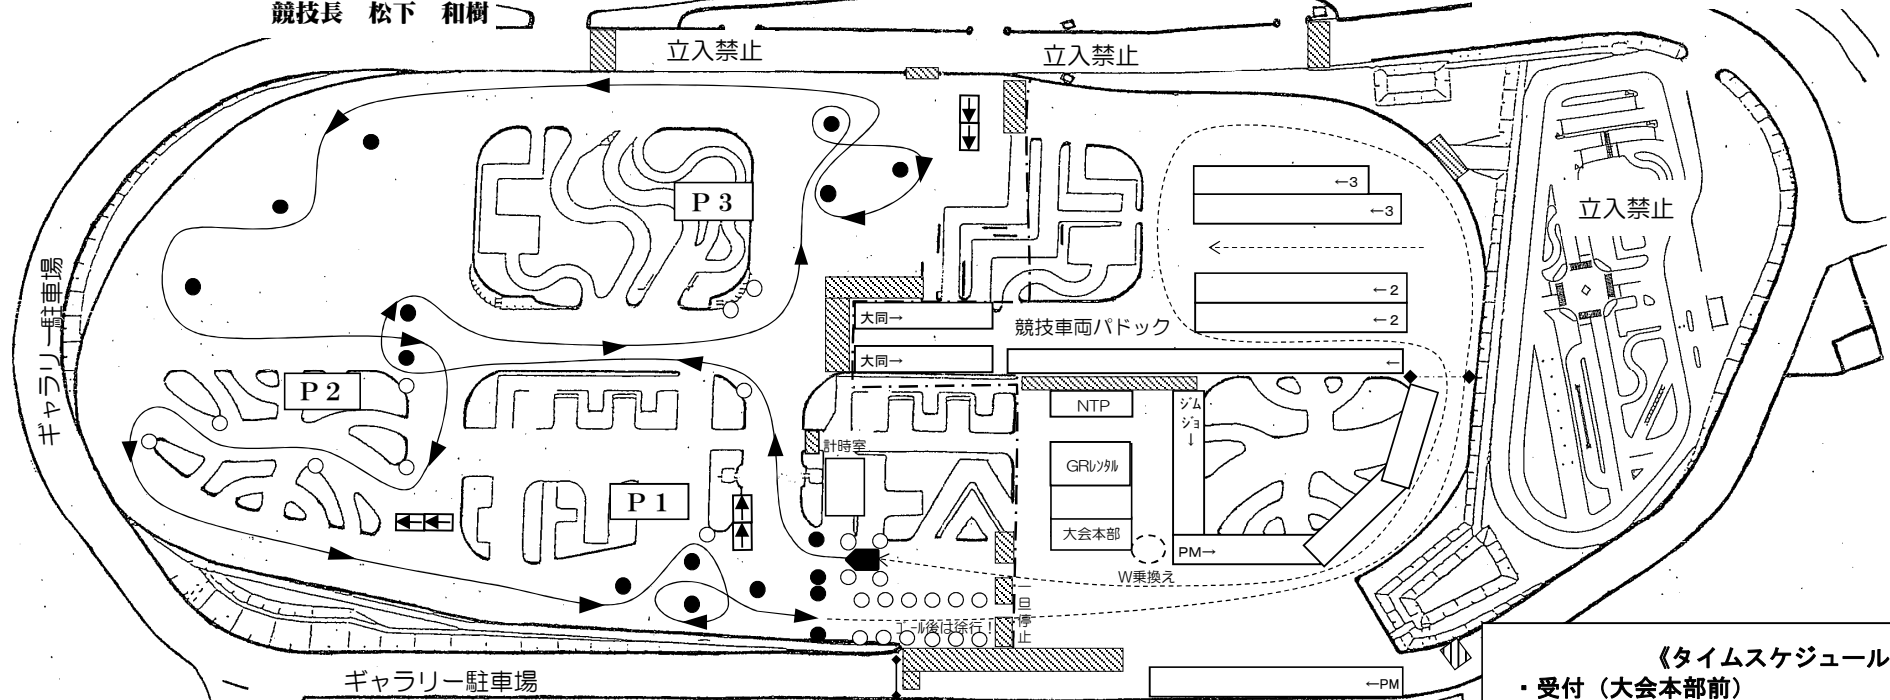 競技長　松下　和樹
立入禁止
立入禁止
P 3
←3
←3
立入禁止
←2
←2
大同→
競技車両パドック
大同→
←
ギャラリー駐車場
P 2
NTP
ジム
ジョ
↓
計時室
GRレンタル
P 1
大会本部
PM→
W乗換え
一旦停止
ゴール後は徐行！
ギャラリー駐車場
←PM
《タイムスケジュール
・受付（大会本部前）